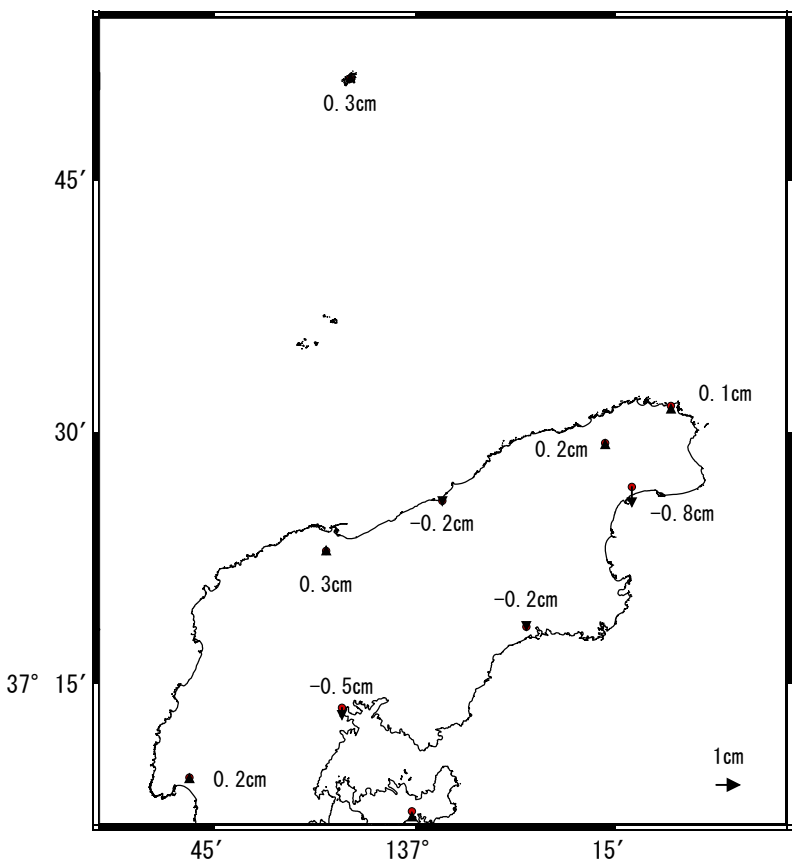 0.3cm
45′
0.1cm
30′
0.2cm
-0.8cm
-0.2cm
0.3cm
-0.2cm
37° 15′
-0.5cm
1cm
0.2cm
45′
137°
15′